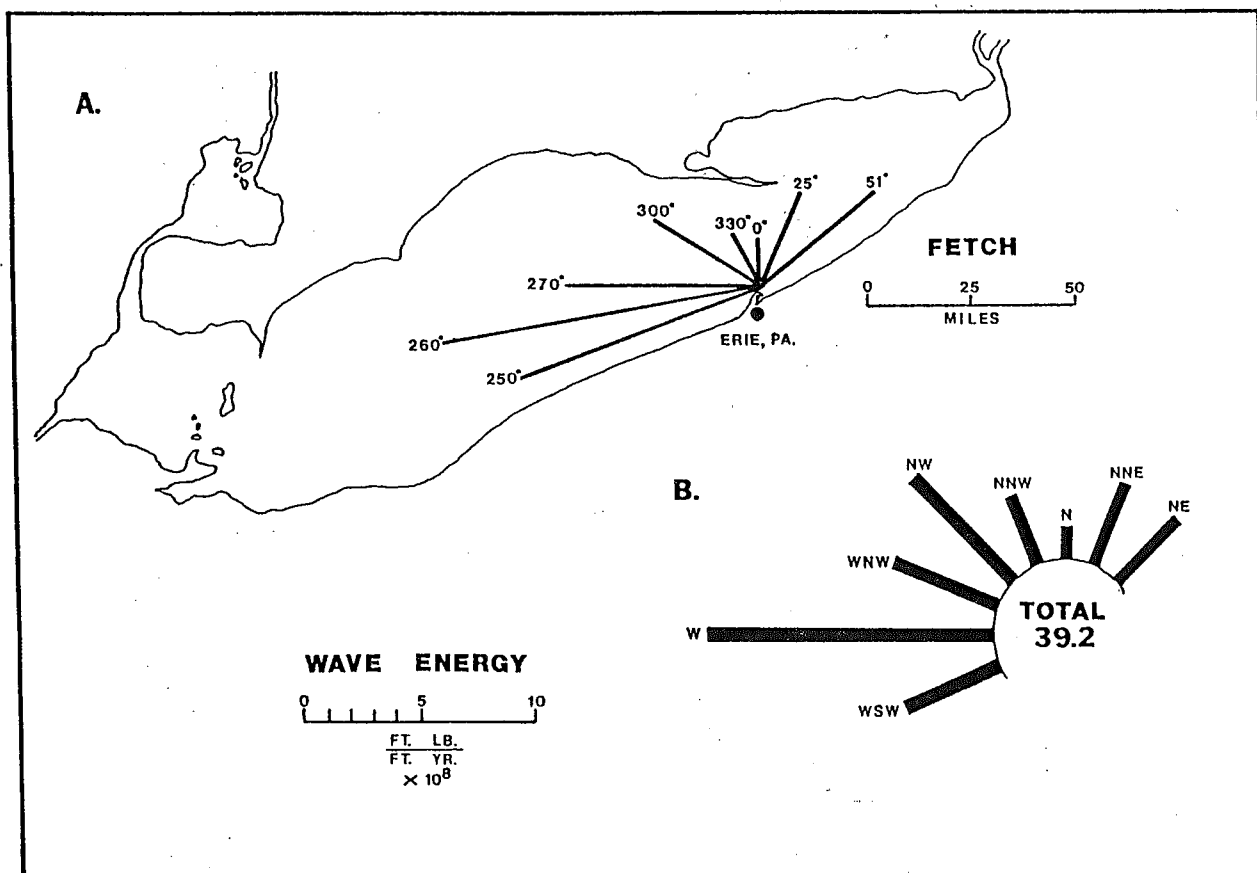 A.
25°
51°
300°
330°
0°
FETCH
270°
0 25 50
MILES
ERIE, PA.
260°
250°
B.
NW
NNW
N
NNE
NE
WNW
W
WSW
TOTAL
39.2
WAVE ENERGY
0 5 10
FT. LB.
FT. YR.
× 10⁸